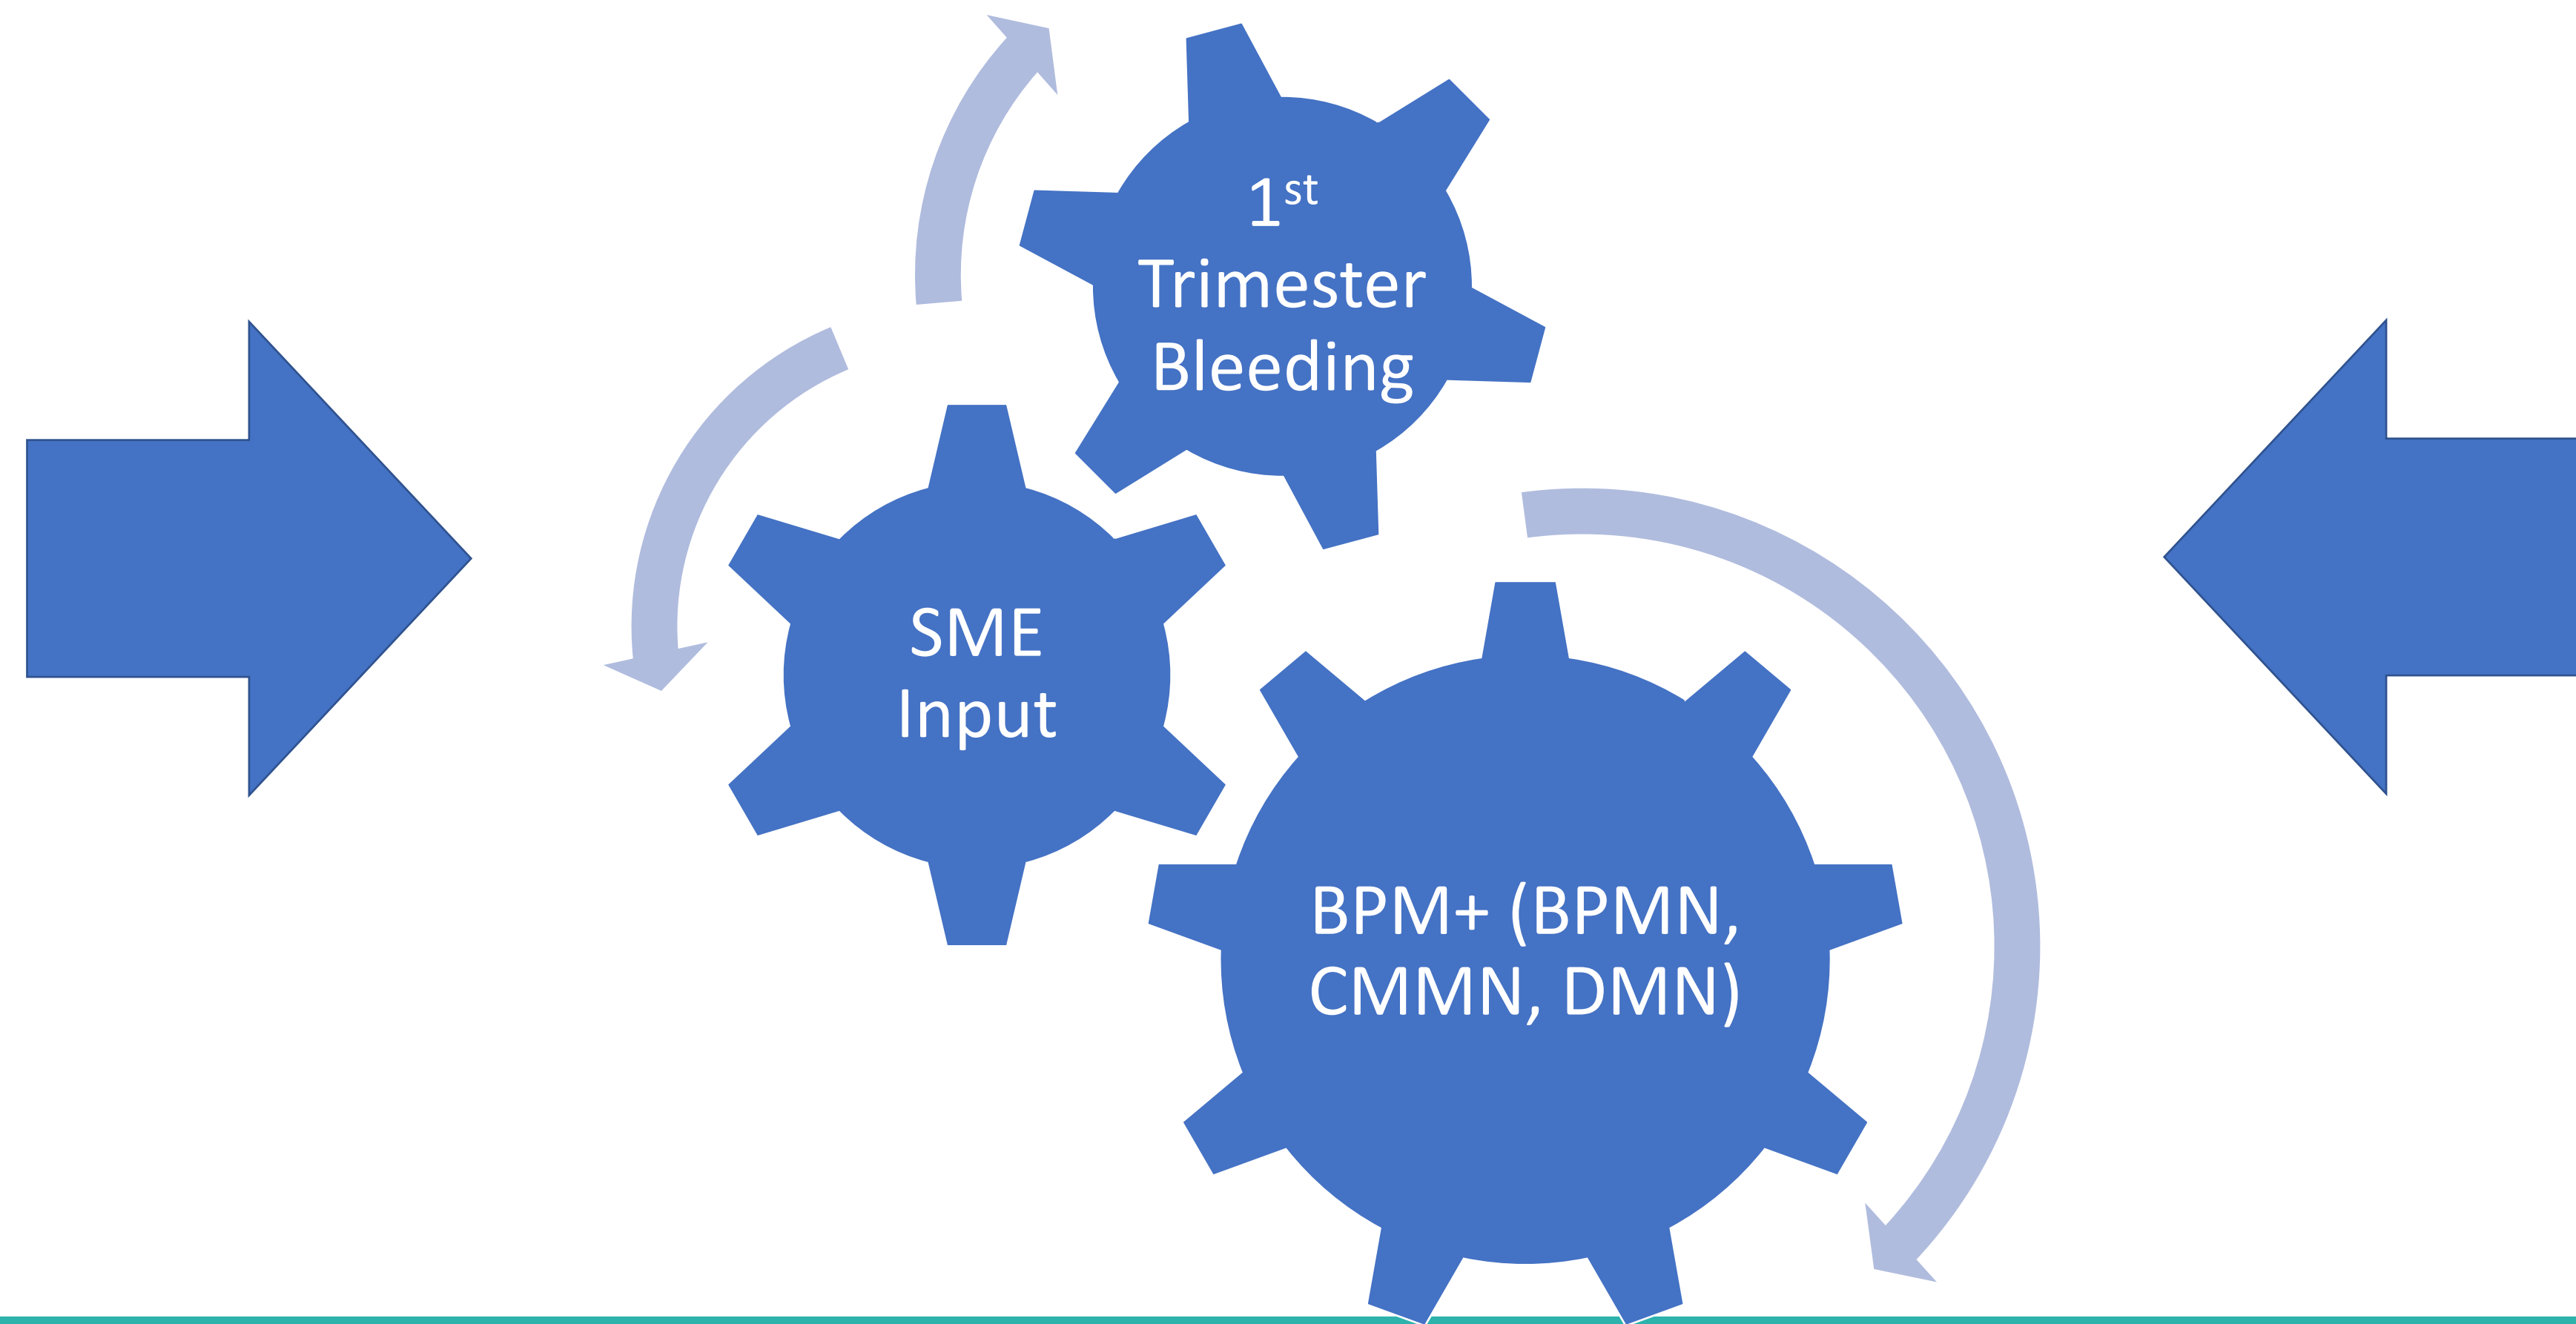 1st
Trimester
Bleeding
SME
Input
BPM+ (BPMN,
CMMN, DMN)